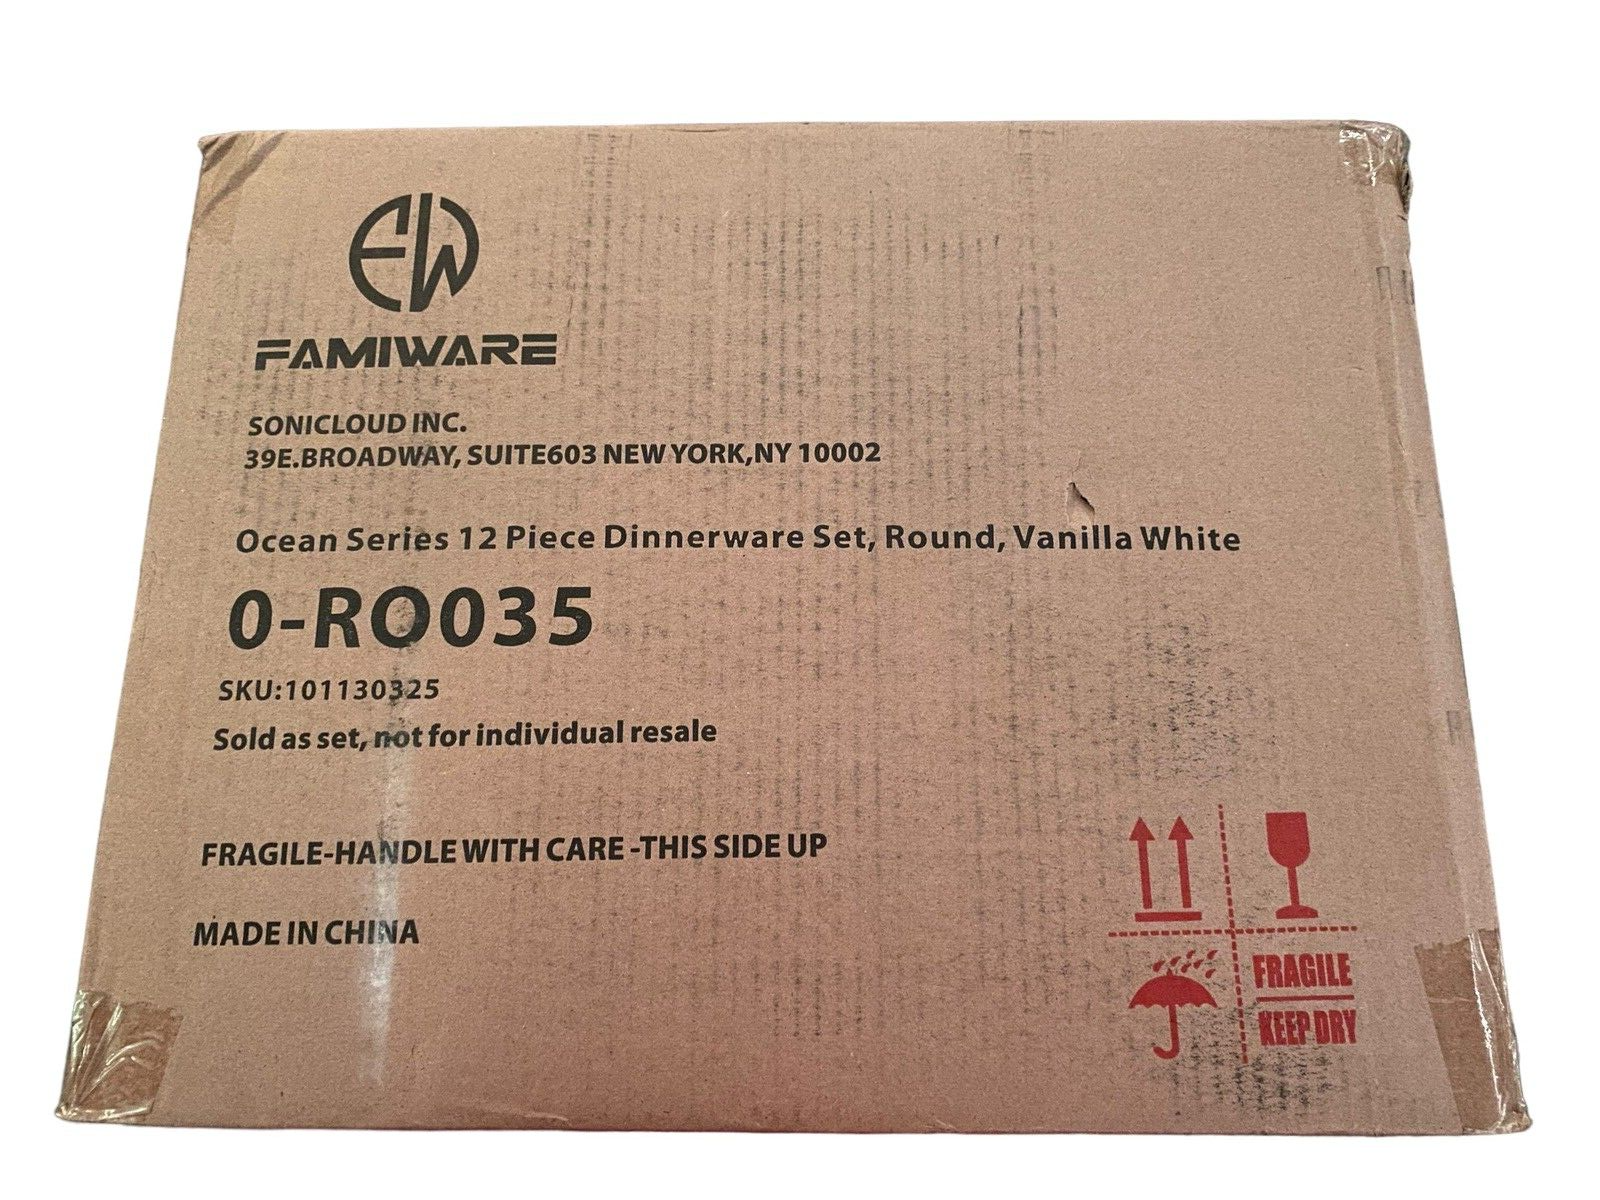 FW
FAMIWARE
SONICLOUD INC.
39E.BROADWAY, SUITE603 NEW YORK,NY 10002
Ocean Series 12 Piece Dinnerware Set, Round, Vanilla White
0-RO035
SKU:101130325
Sold as set, not for individual resale
FRAGILE-HANDLE WITH CARE -THIS SIDE UP
MADE IN CHINA
FRAGILE
KEEP DRY